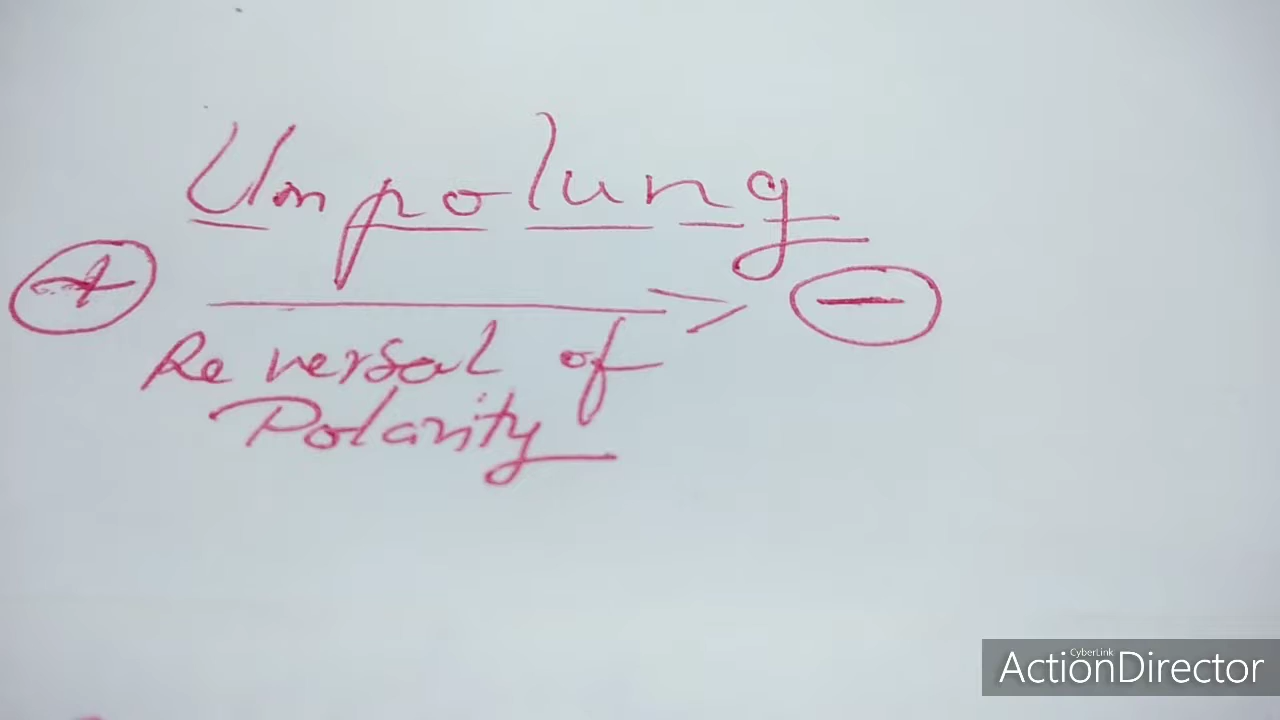 Umpolung
+
−
Reversal of
Polarity
CyberLink
ActionDirector